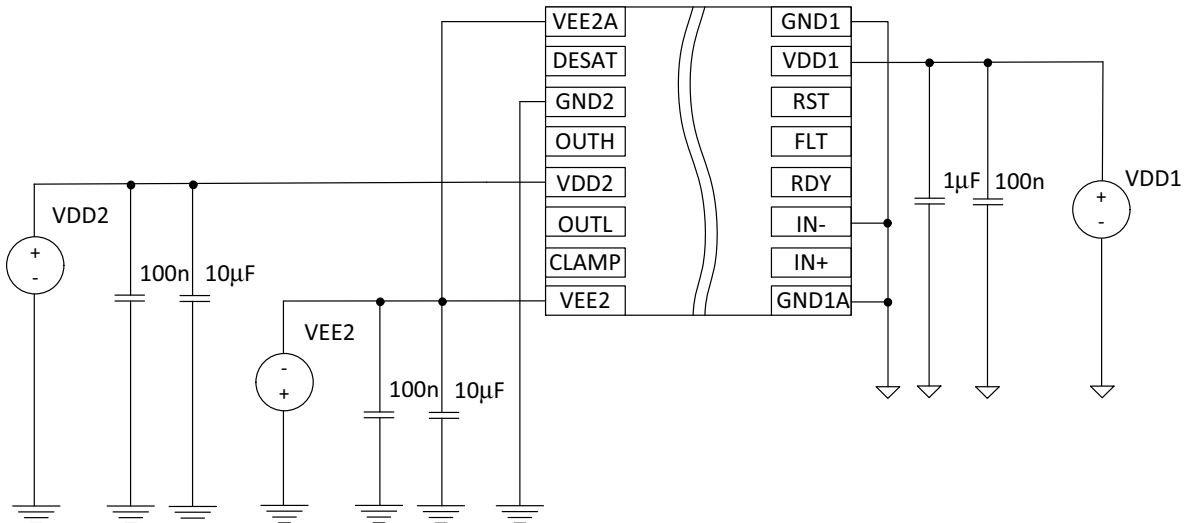 VEE2A
DESAT
GND2
OUTH
VDD2
OUTL
CLAMP
VEE2
GND1
VDD1
RST
FLT
RDY
IN-
IN+
GND1A
VDD2
+
-
100n 10μF
VEE2
-
+
100n 10μF
1μF 100n
VDD1
+
-